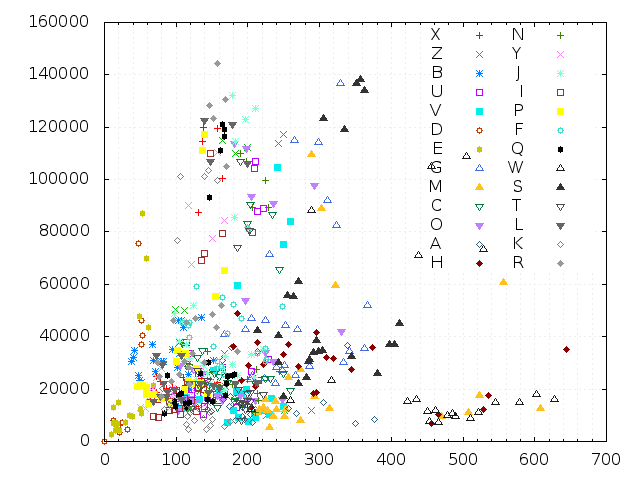 160000
140000
120000
100000
80000
60000
40000
20000
0
0 100 200 300 400 500 600 700
X N
Z Y
B J
U I
V P
D F
E Q
G W
M S
C T
O L
A K
H R